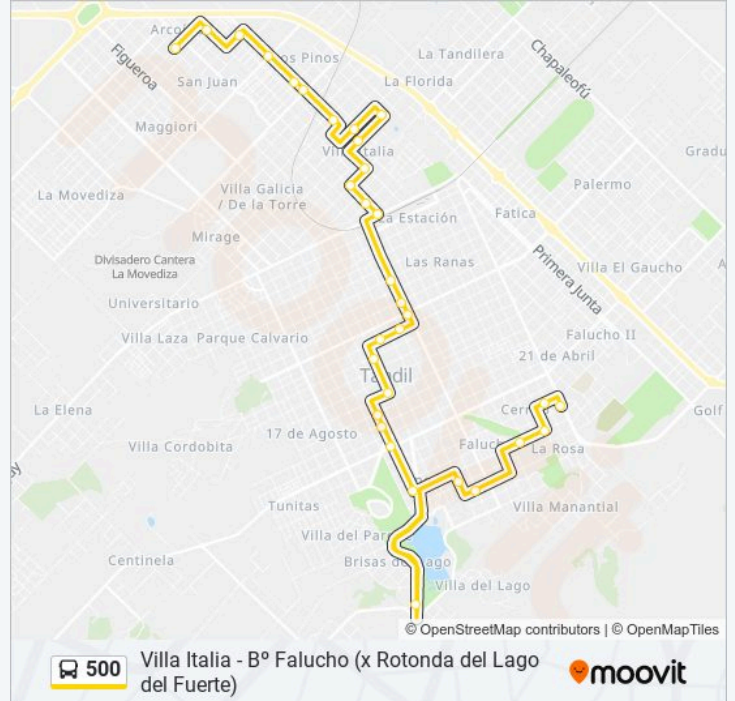 Arco
Figueroa
os Pinos
La Tandilera
Chapaleofú
San Juan
La Florida
Maggiori
Villa Italia
Gradu
La Movediza
Villa Galicia
/ De la Torre
Palermo
La Estación
Fatica
Mirage
Divisadero Cantera
La Movediza
Las Ranas
Primera Junta
Villa El Gaucho
A
Universitario
Villa Laza
Parque Calvario
Falucho II
21 de Abril
Tandil
La Elena
Cerr
Golf
17 de Agosto
Villa Cordobita
Faluch
La Rosa
Tunitas
Villa Manantial
Villa del Par
Centinela
Brisas del Lago
Villa del Lago
© OpenStreetMap contributors | © OpenMapTiles
500
Villa Italia - Bº Falucho (x Rotonda del Lago
del Fuerte)
moovit